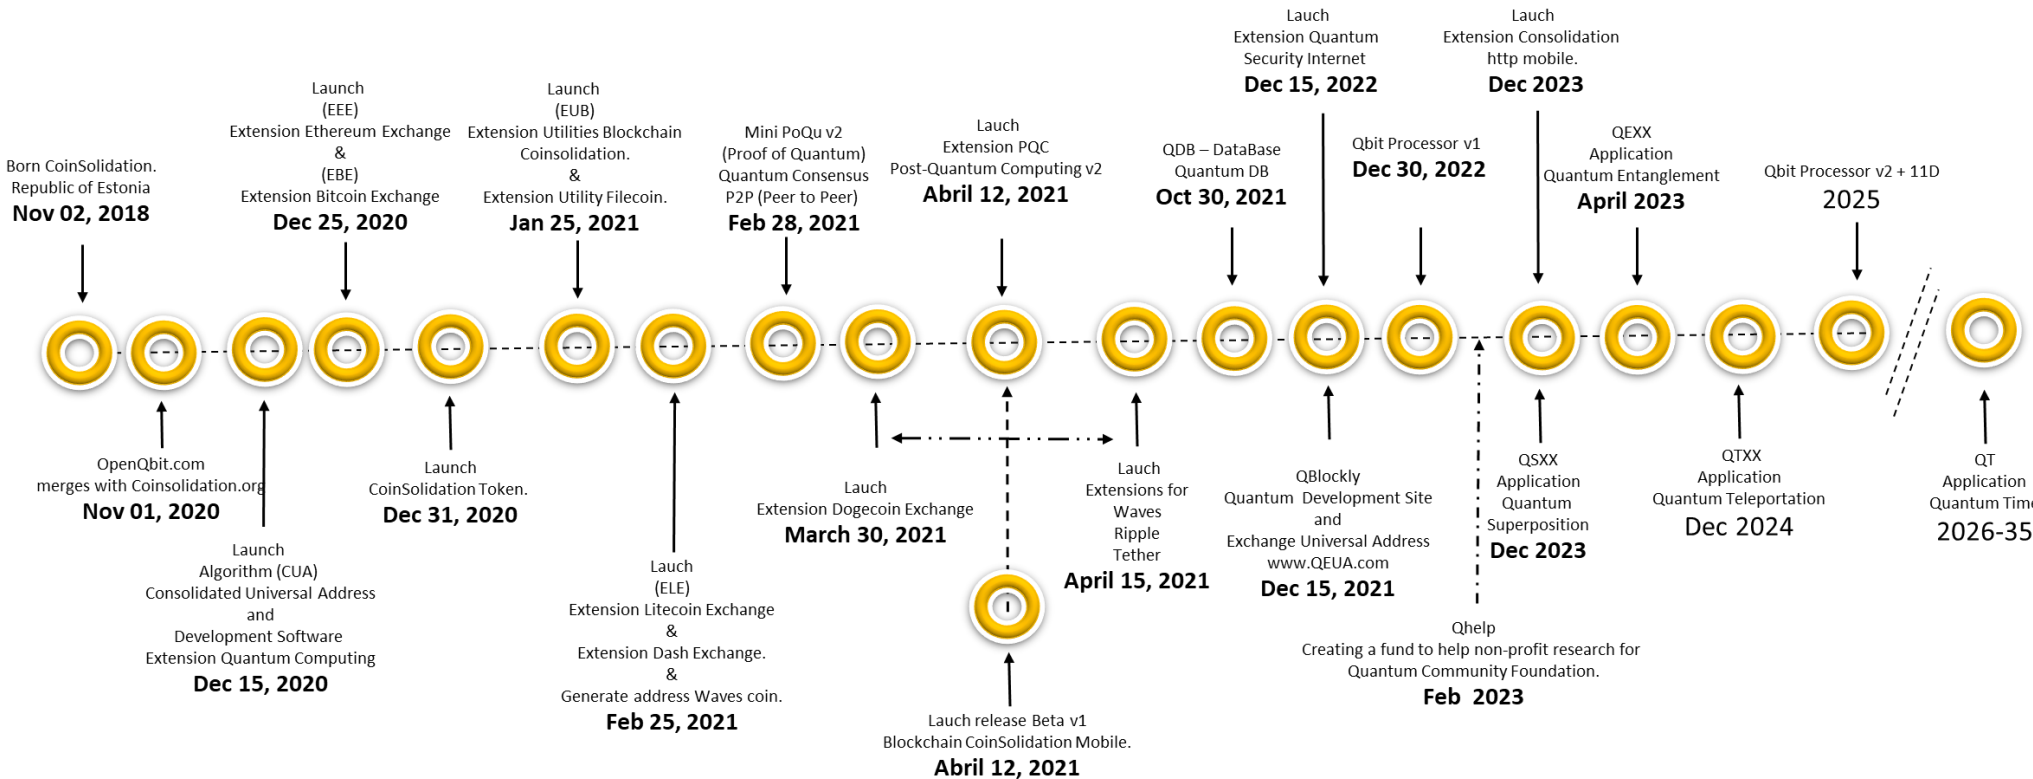 Born CoinSolidation.
Republic of Estonia
Nov 02, 2018
OpenQbit.com
merges with Coinsolidation.org
Nov 01, 2020
Launch
Algorithm (CUA)
Consolidated Universal Address
and
Development Software
Extension Quantum Computing
Dec 15, 2020
Launch
(EEE)
Extension Ethereum Exchange
&
(EBE)
Extension Bitcoin Exchange
Dec 25, 2020
Launch
CoinSolidation Token.
Dec 31, 2020
Launch
(EUB)
Extension Utilities Blockchain
Coinsolidation.
&
Extension Utility Filecoin.
Jan 25, 2021
Lauch
(ELE)
Extension Litecoin Exchange
&
Extension Dash Exchange.
&
Generate address Waves coin.
Feb 25, 2021
Mini PoQu v2
(Proof of Quantum)
Quantum Consensus
P2P (Peer to Peer)
Feb 28, 2021
Lauch
Extension Dogecoin Exchange
March 30, 2021
Lauch
Extension PQC
Post-Quantum Computing v2
Abril 12, 2021
Lauch release Beta v1
Blockchain CoinSolidation Mobile.
Abril 12, 2021
Lauch
Extensions for
Waves
Ripple
Tether
April 15, 2021
QDB – DataBase
Quantum DB
Oct 30, 2021
Lauch
Extension Quantum
Security Internet
Dec 15, 2022
QBlockly
Quantum Development Site
and
Exchange Universal Address
www.QEUA.com
Dec 15, 2021
Qbit Processor v1
Dec 30, 2022
Qhelp
Creating a fund to help non-profit research for
Quantum Community Foundation.
Feb 2023
Lauch
Extension Consolidation
http mobile.
Dec 2023
QSXX
Application
Quantum
Superposition
Dec 2023
QEXX
Application
Quantum Entanglement
April 2023
QTXX
Application
Quantum Teleportation
Dec 2024
Qbit Processor v2 + 11D
2025
QT
Application
Quantum Time
2026-35